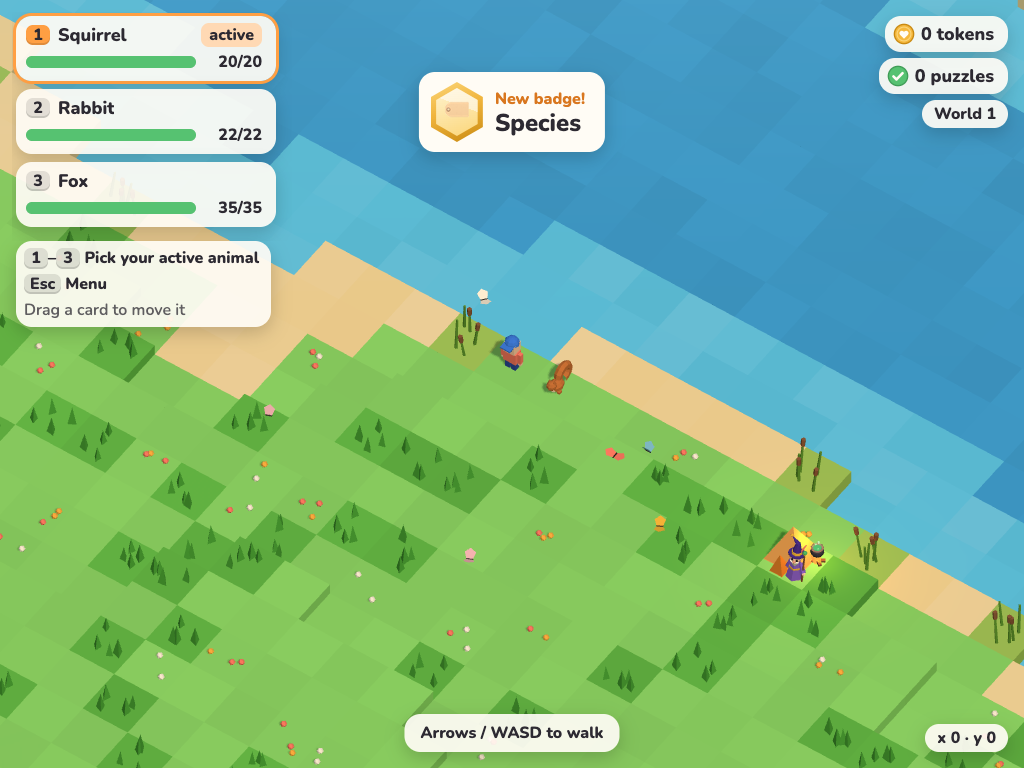 1 Squirrel active
20/20
2 Rabbit
22/22
3 Fox
35/35
1–3 Pick your active animal
Esc Menu
Drag a card to move it
New badge!
Species
0 tokens
0 puzzles
World 1
Arrows / WASD to walk
x 0 · y 0